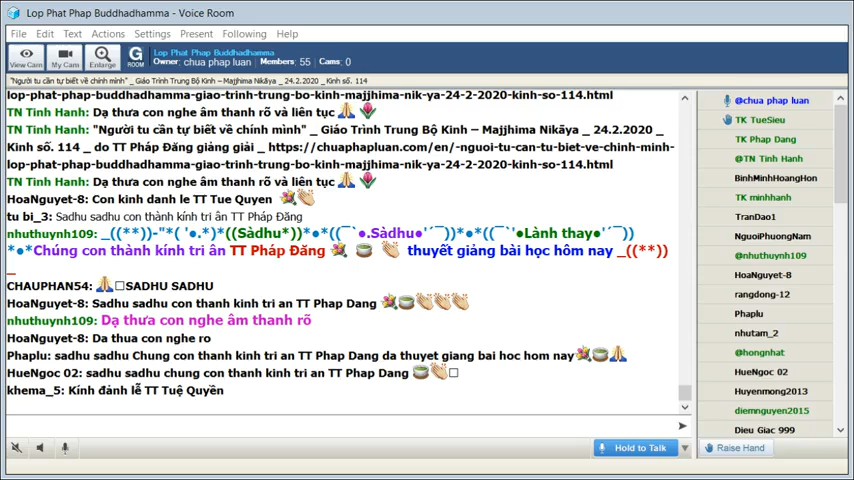 Lop Phat Phap Buddhadhamma - Voice Room
File Edit Text Actions Settings Present Following Help
View Cam My Cam Enlarge G ROOM
Lop Phat Phap Buddhadhamma
Owner: chua phap luan Members: 55 Cams: 0
"Người tu cần tự biết về chính mình" _ Giáo Trình Trung Bộ Kinh – Majjhima Nikāya _ 24.2.2020 _ Kinh số. 114
lop-phat-phap-buddhadhamma-giao-trinh-trung-bo-kinh-majjhima-nik-ya-24-2-2020-kinh-so-114.html
TN Tinh Hanh: Dạ thưa con nghe âm thanh rõ và liên tục 🙏🌷
TN Tinh Hanh: "Người tu cần tự biết về chính mình" _ Giáo Trình Trung Bộ Kinh – Majjhima Nikāya _ 24.2.2020 _
Kinh số. 114 _ do TT Pháp Đăng giảng giải _ https://chuaphapluan.com/en/-nguoi-tu-can-tu-biet-ve-chinh-minh-
lop-phat-phap-buddhadhamma-giao-trinh-trung-bo-kinh-majjhima-nik-ya-24-2-2020-kinh-so-114.html
TN Tinh Hanh: Dạ thưa con nghe âm thanh rõ và liên tục 🙏🌷
HoaNguyet-8: Con kinh danh le TT Tue Quyen 💐👏
tu bi_3: Sadhu sadhu con thành kính tri ân TT Pháp Đăng
nhuthuynh109: _((**))-"*( '●.*)*((Sàdhu*))*●*((¯`●.Sàdhu●'´¯))*●*((¯`'●Lành thay●'´¯))
*●*Chúng con thành kính tri ân TT Pháp Đăng 💐 🍵 👏 thuyết giảng bài học hôm nay _((**))
_
CHAUPHAN54: 🙏□SADHU SADHU
HoaNguyet-8: Sadhu sadhu con thanh kinh tri an TT Phap Dang 💐🍵👏👏👏
nhuthuynh109: Dạ thưa con nghe âm thanh rõ
HoaNguyet-8: Da thua con nghe ro
Phaplu: sadhu sadhu Chung con thanh kinh tri an TT Phap Dang da thuyet giang bai hoc hom nay💐🍵🙏
HueNgoc 02: sadhu sadhu chung con thanh kinh tri an TT Phap Dang 🍵👏□
khema_5: Kính đảnh lễ TT Tuệ Quyền
Hold to Talk
@chua phap luan
TK TueSieu
TK Phap Dang
@TN Tinh Hanh
BinhMinhHoangHon
TK minhhanh
TranDao1
NguoiPhuongNam
@nhuthuynh109
HoaNguyet-8
rangdong-12
Phaplu
nhutam_2
@hongnhat
HueNgoc 02
Huyenmong2013
diemnguyen2015
Dieu Giac 999
Raise Hand